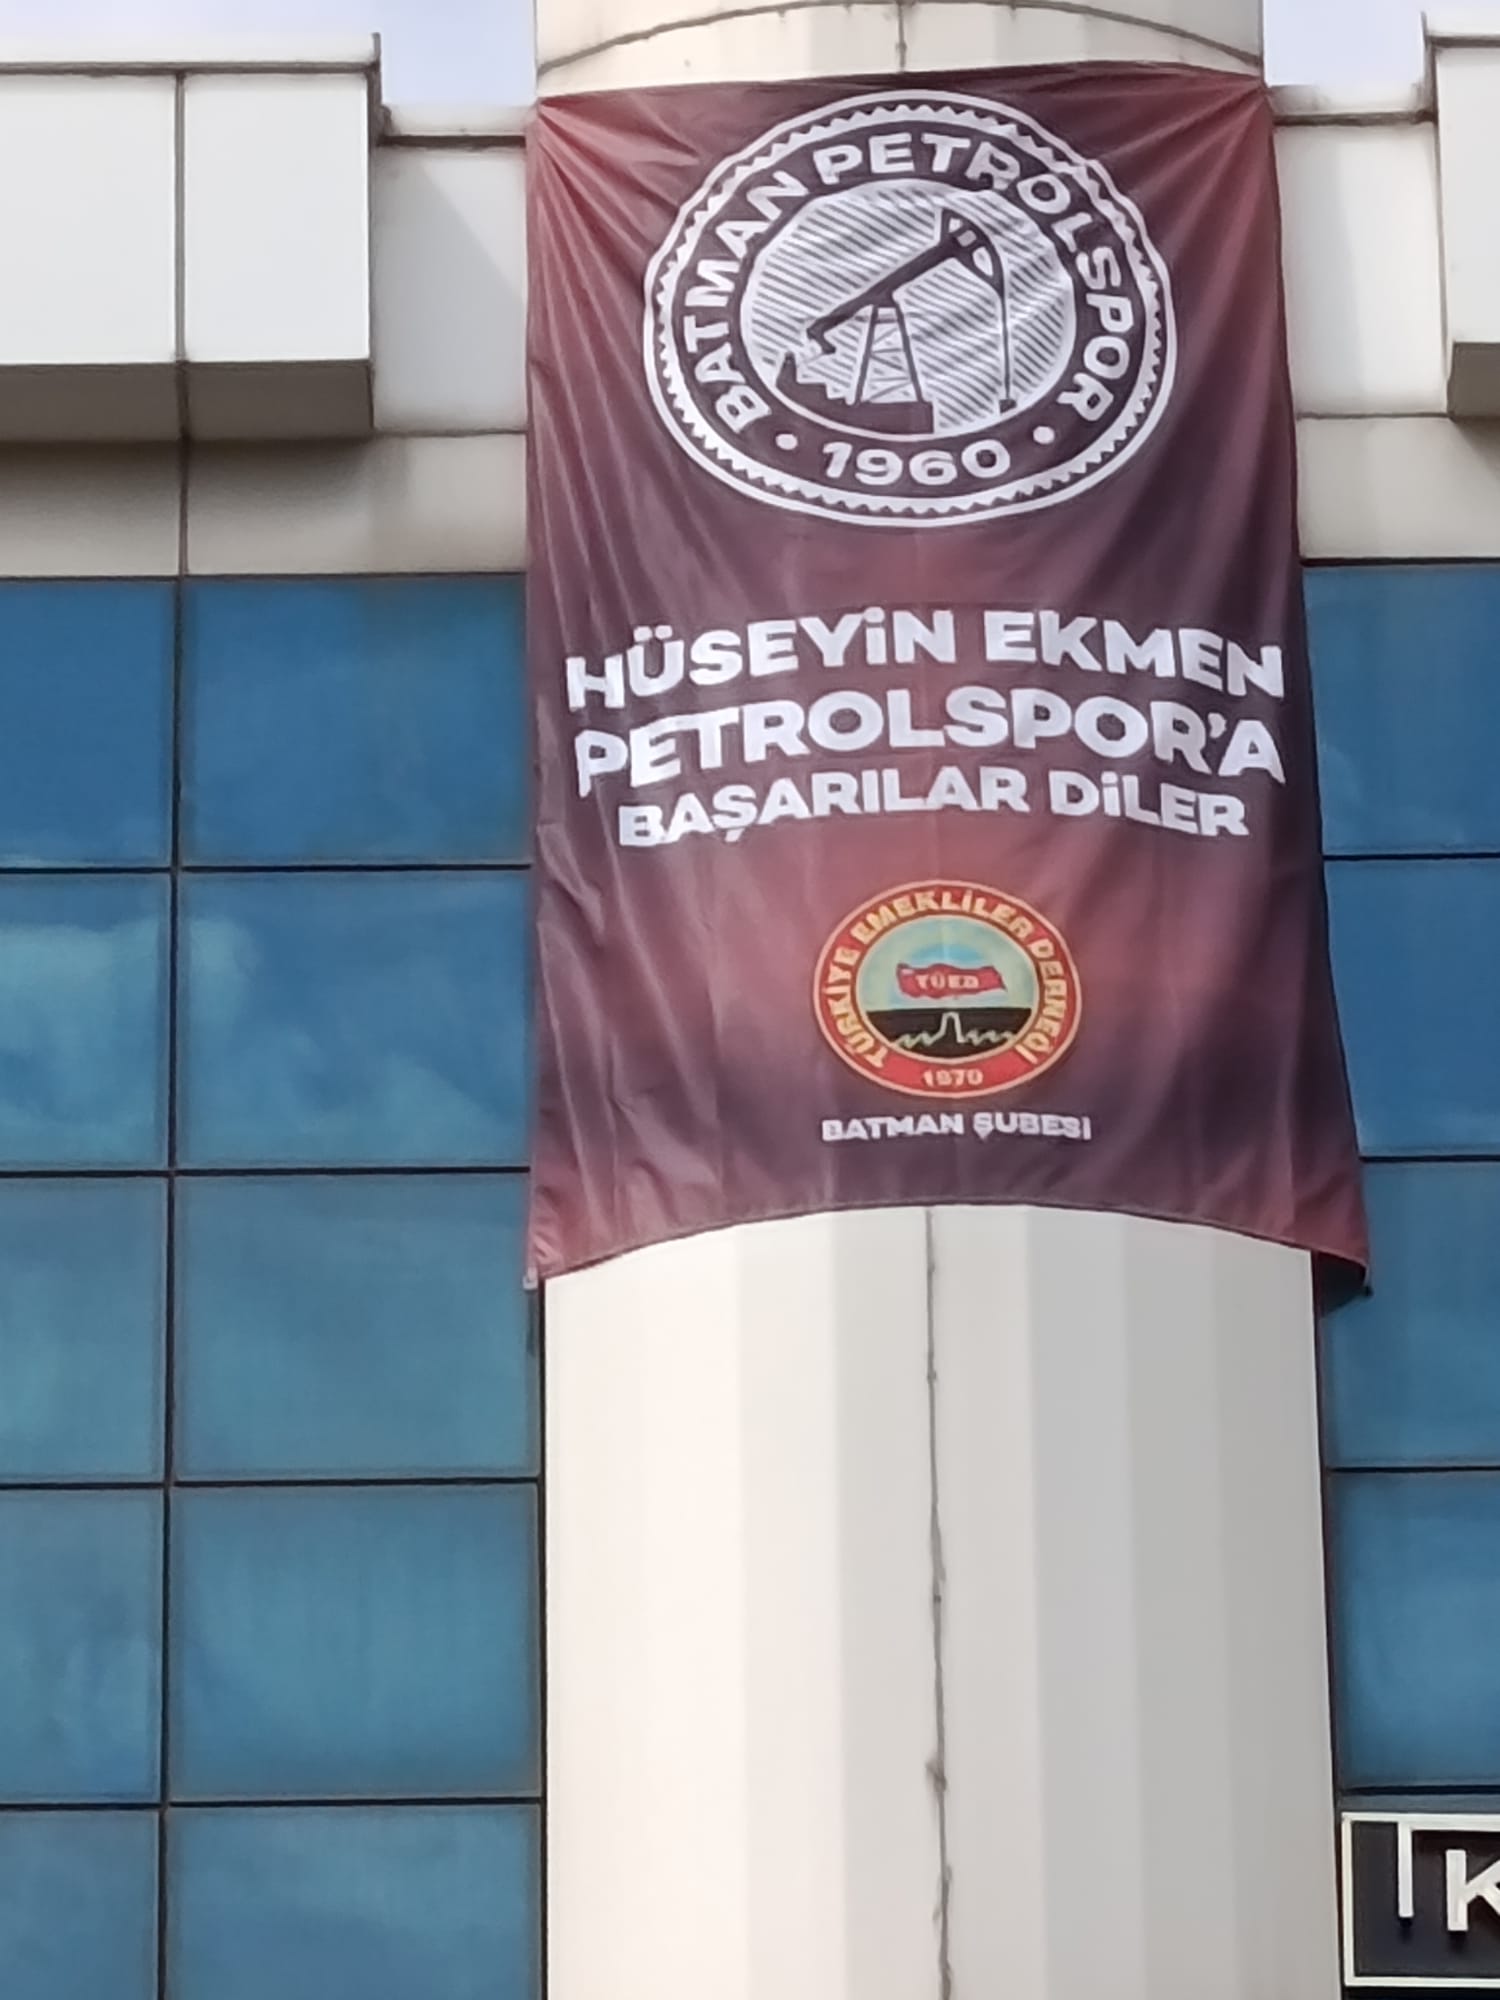 BATMAN PETROLSPOR
• 1960 •
HÜSEYİN EKMEN
PETROLSPOR'A
BAŞARILAR DİLER
TÜRKİYE EMEKLİLER DERNEĞİ
TÜED
1970
BATMAN ŞUBESİ